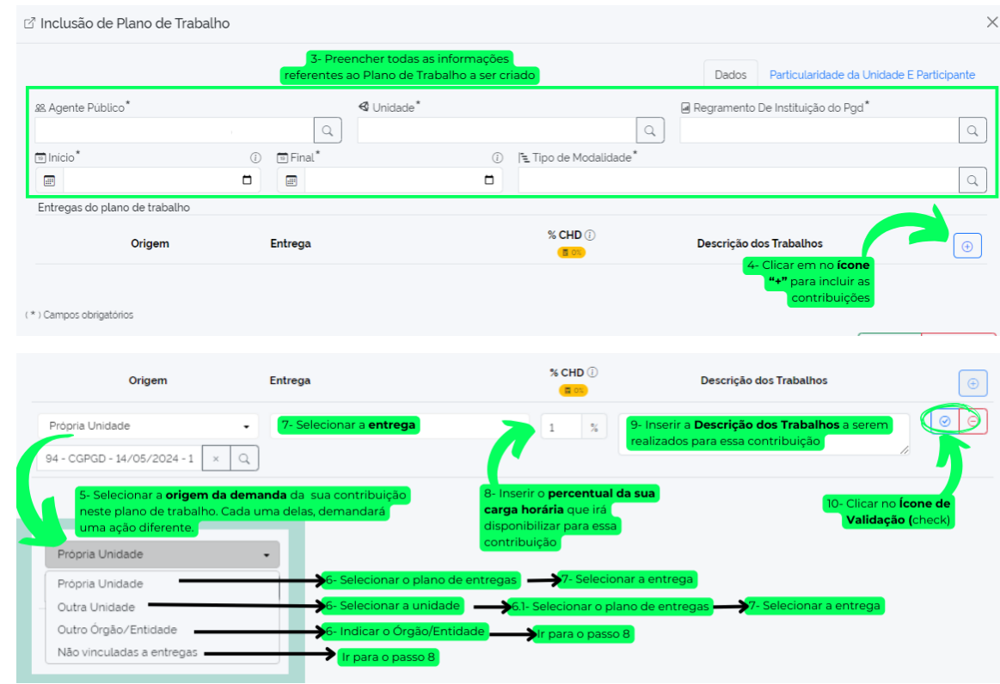 Inclusão de Plano de Trabalho
3- Preencher todas as informações
referentes ao Plano de Trabalho a ser criado
Dados Particularidade da Unidade E Participante
Agente Público* Unidade* Regramento De Instituição do Pgd*
Início* Final* Tipo de Modalidade*
Entregas do plano de trabalho
Origem Entrega % CHD Descrição dos Trabalhos
0%
4- Clicar em no ícone
“+” para incluir as
contribuições
( * ) Campos obrigatórios
Origem Entrega % CHD Descrição dos Trabalhos
0%
Própria Unidade
7- Selecionar a entrega
1 %
9- Inserir a Descrição dos Trabalhos a serem
realizados para essa contribuição
94 - CGPGD - 14/05/2024 - 1 ×
5- Selecionar a origem da demanda da sua contribuição
neste plano de trabalho. Cada uma delas, demandará
uma ação diferente.
8- Inserir o percentual da sua
carga horária que irá
disponibilizar para essa
contribuição
10- Clicar no Ícone de
Validação (check)
Própria Unidade
Própria Unidade 6- Selecionar o plano de entregas 7- Selecionar a entrega
Outra Unidade 6- Selecionar a unidade 6.1- Selecionar o plano de entregas 7- Selecionar a entrega
Outro Órgão/Entidade 6- Indicar o Órgão/Entidade Ir para o passo 8
Não vinculadas a entregas Ir para o passo 8